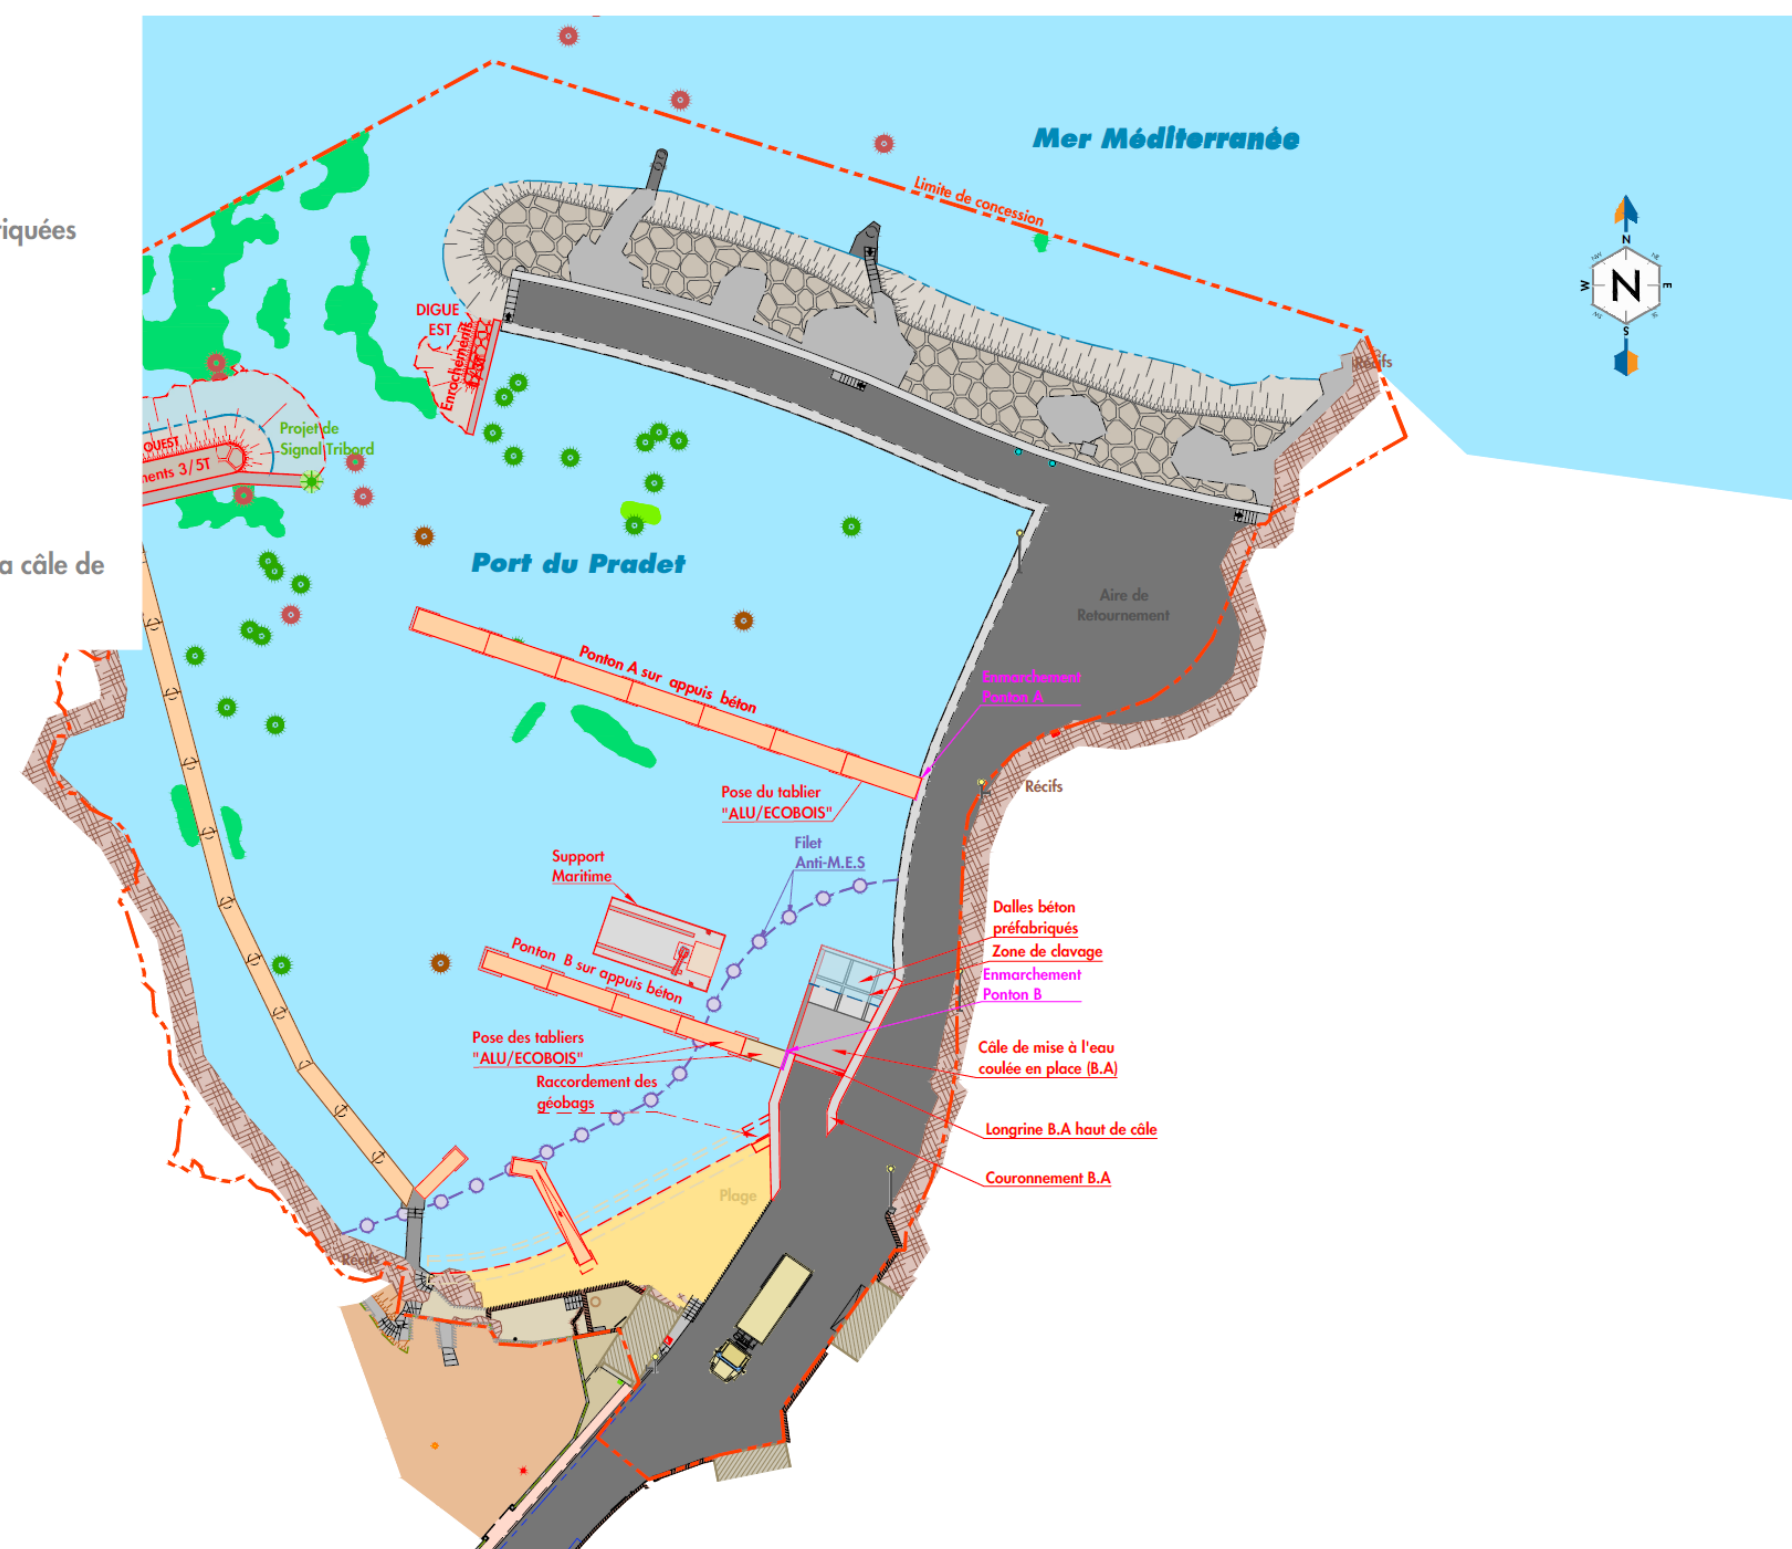 Mer Méditerranée
Limite de concession
iquées
N
N
W
E
S
Récifs
DIGUE
EST
Enrochements
Projet de
Signal Tribord
OUEST
ments 3/5T
a câle de
Port du Pradet
Aire de
Retournement
Enmarchement
Ponton A
Ponton A sur appuis béton
Pose du tablier
"ALU/ECOBOIS"
Récifs
Filet
Anti-M.E.S
Support
Maritime
Dalles béton
préfabriqués
Zone de clavage
Enmarchement
Ponton B
Ponton B sur appuis béton
Pose des tabliers
"ALU/ECOBOIS"
Câle de mise à l'eau
coulée en place (B.A)
Raccordement des
géobags
Longrine B.A haut de câle
Couronnement B.A
Plage
Récifs